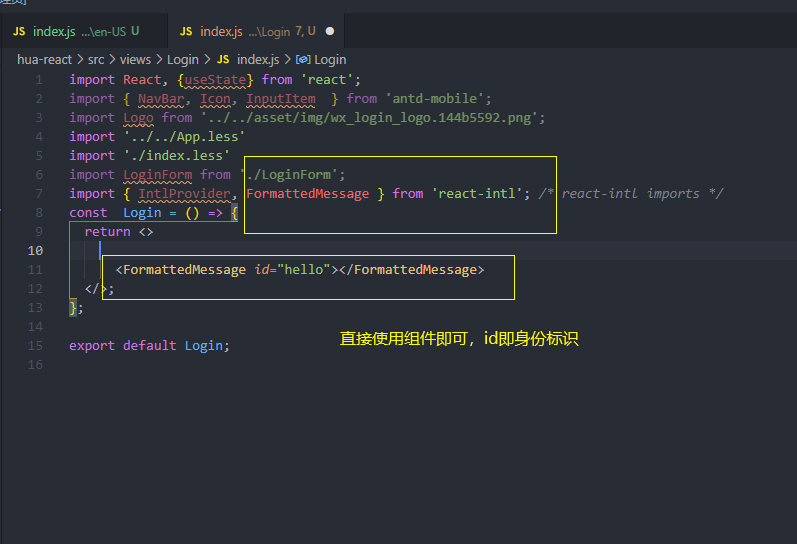 理员]
JS index.js ...\en-US U JS index.js ...\Login 7, U
hua-react > src > views > Login > JS index.js > Login
1 import React, {useState} from 'react';
2 import { NavBar, Icon, InputItem  } from 'antd-mobile';
3 import Logo from '../../asset/img/wx_login_logo.144b5592.png';
4 import '../../App.less'
5 import './index.less'
6 import LoginForm from './LoginForm';
7 import { IntlProvider, FormattedMessage } from 'react-intl'; /* react-intl imports */
8 const  Login = () => {
9   return <>
10
11       <FormattedMessage id="hello"></FormattedMessage>
12   </>;
13 };
14
15 export default Login;
16
直接使用组件即可，id即身份标识